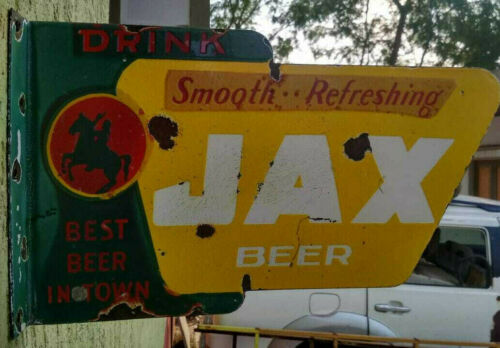 DRINK
Smooth.. Refreshing
JAX
BEER
BEST
BEER
IN TOWN